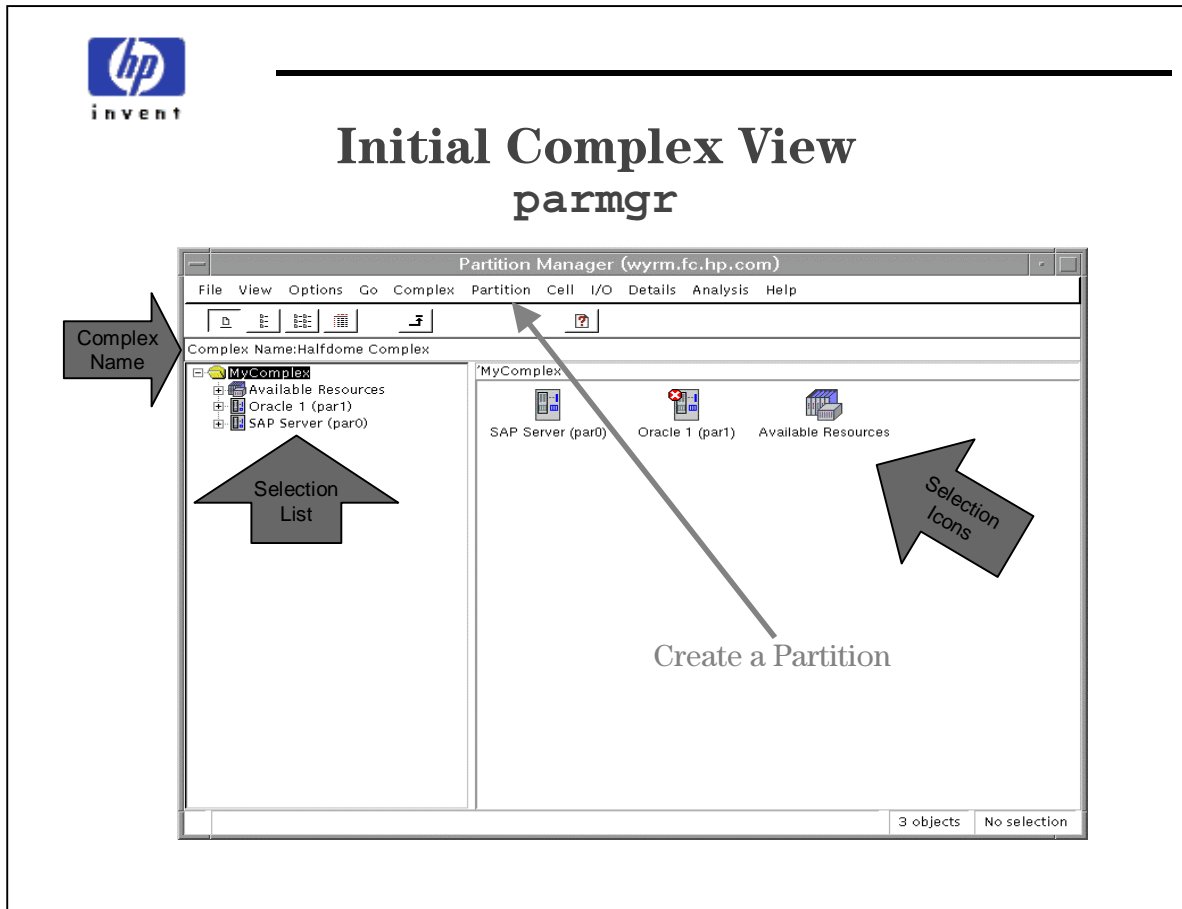 hp
invent
Initial Complex View
parmgr
Partition Manager (wyrm.fc.hp.com)
File View Options Go Complex Partition Cell I/O Details Analysis Help
Complex Name
Complex Name:Halfdome Complex
MyComplex
Available Resources
Oracle 1 (par1)
SAP Server (par0)
Selection List
'MyComplex
SAP Server (par0) Oracle 1 (par1) Available Resources
Selection Icons
Create a Partition
3 objects No selection